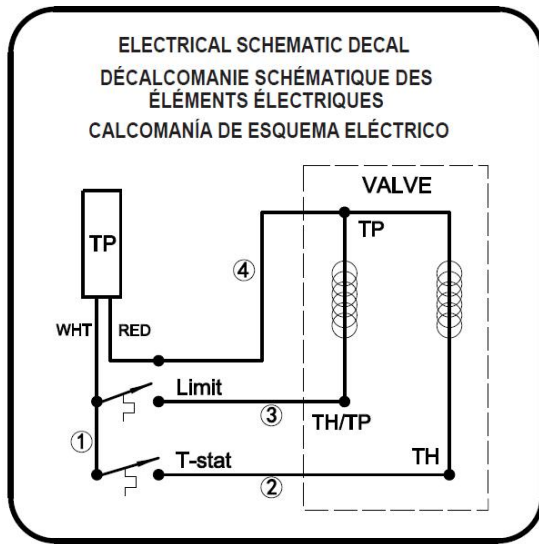 ELECTRICAL SCHEMATIC DECAL
DÉCALCOMANIE SCHÉMATIQUE DES
ÉLÉMENTS ÉLECTRIQUES
CALCOMANÍA DE ESQUEMA ELÉCTRICO
VALVE
TP
TP
4
WHT RED
Limit
3
TH/TP
1
T-stat
TH
2